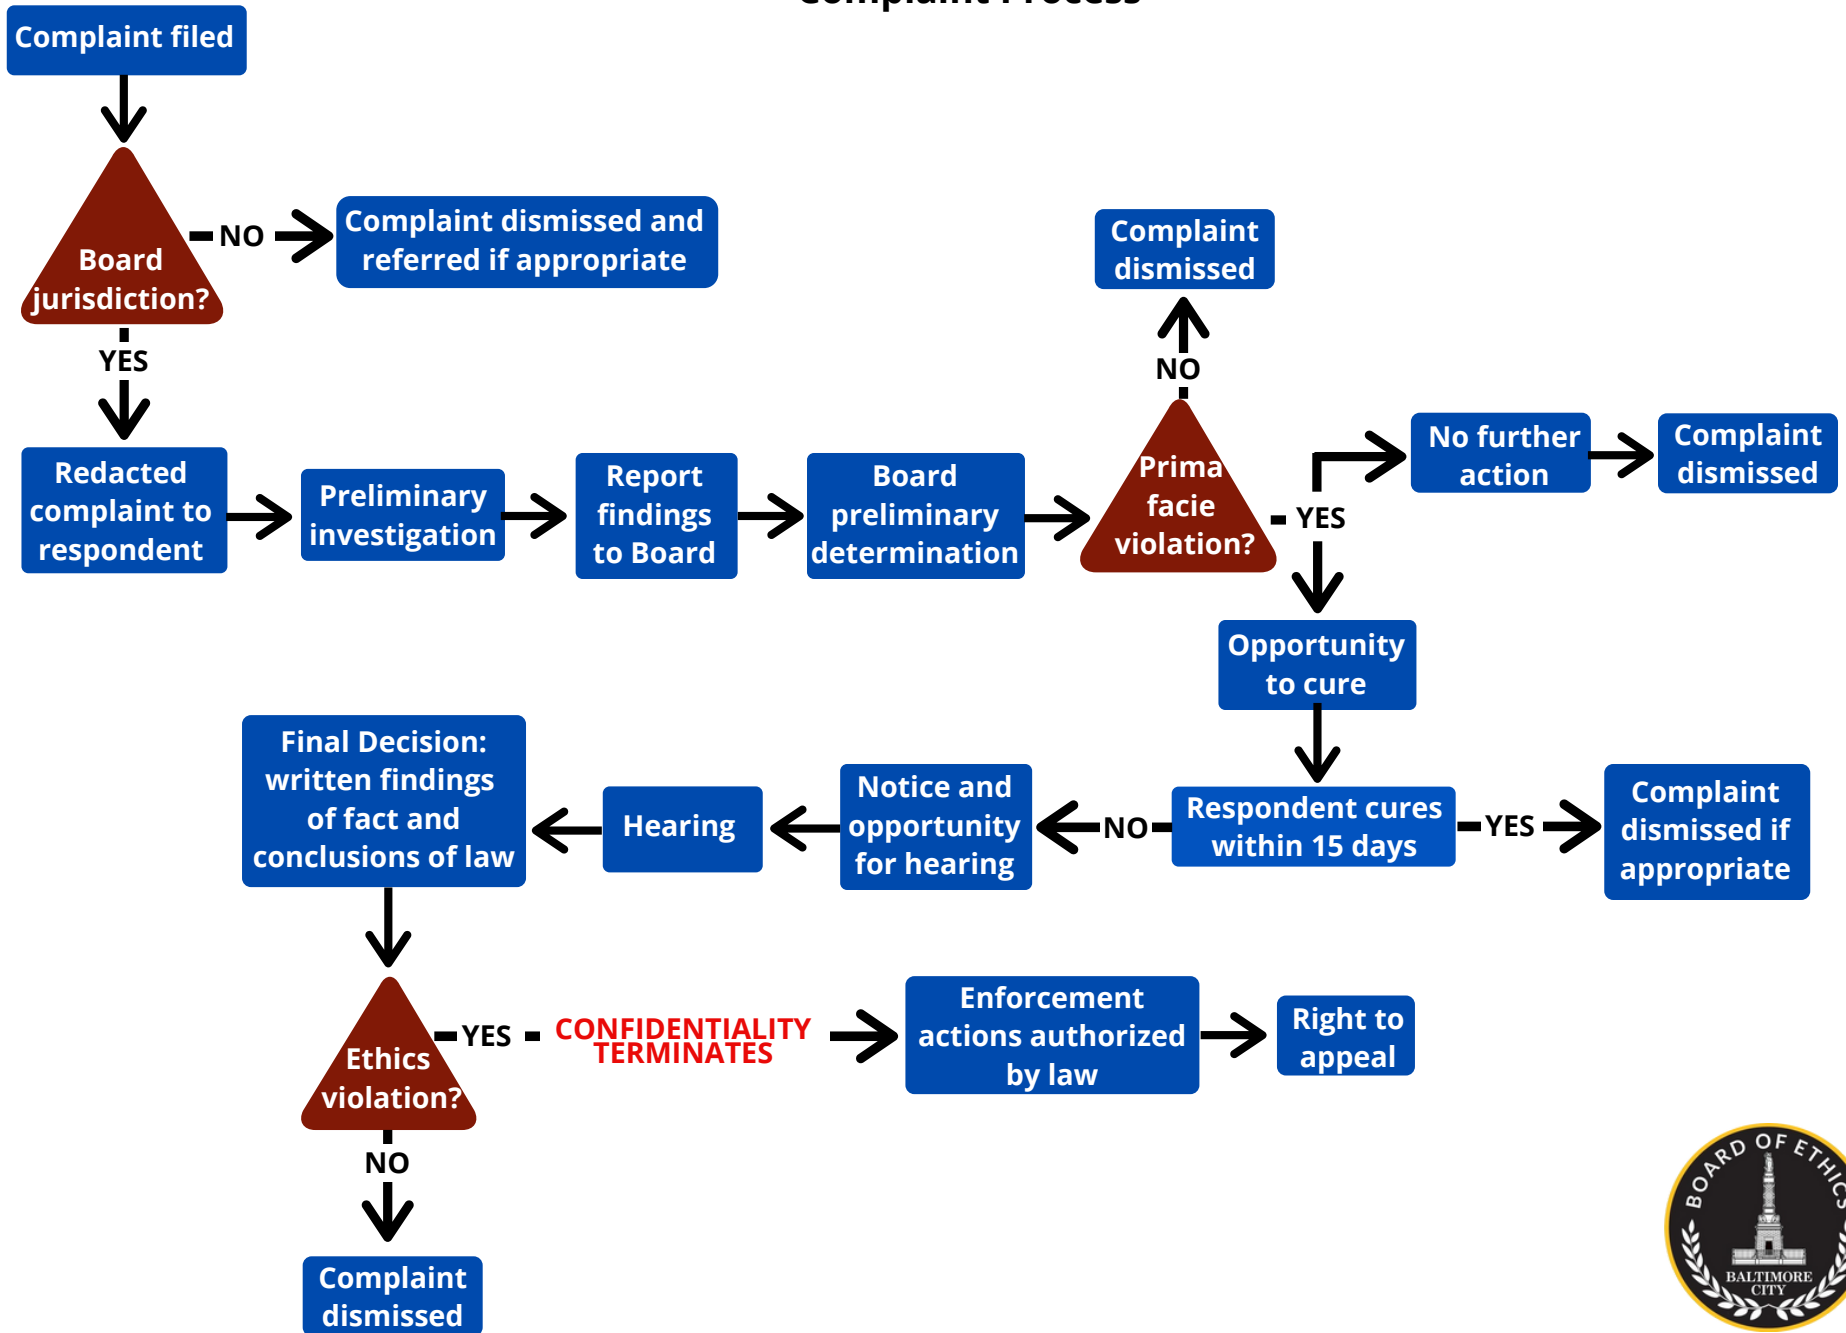 Complaint Process
Complaint filed
Board
jurisdiction?
NO
Complaint dismissed and
referred if appropriate
YES
Redacted
complaint to
respondent
Preliminary
investigation
Report
findings
to Board
Board
preliminary
determination
Prima
facie
violation?
NO
Complaint
dismissed
YES
No further
action
Complaint
dismissed
Opportunity
to cure
Respondent cures
within 15 days
YES
Complaint
dismissed if
appropriate
NO
Notice and
opportunity
for hearing
Hearing
Final Decision:
written findings
of fact and
conclusions of law
Ethics
violation?
YES
CONFIDENTIALITY
TERMINATES
Enforcement
actions authorized
by law
Right to
appeal
NO
Complaint
dismissed
BOARD OF ETHICS
BALTIMORE
CITY